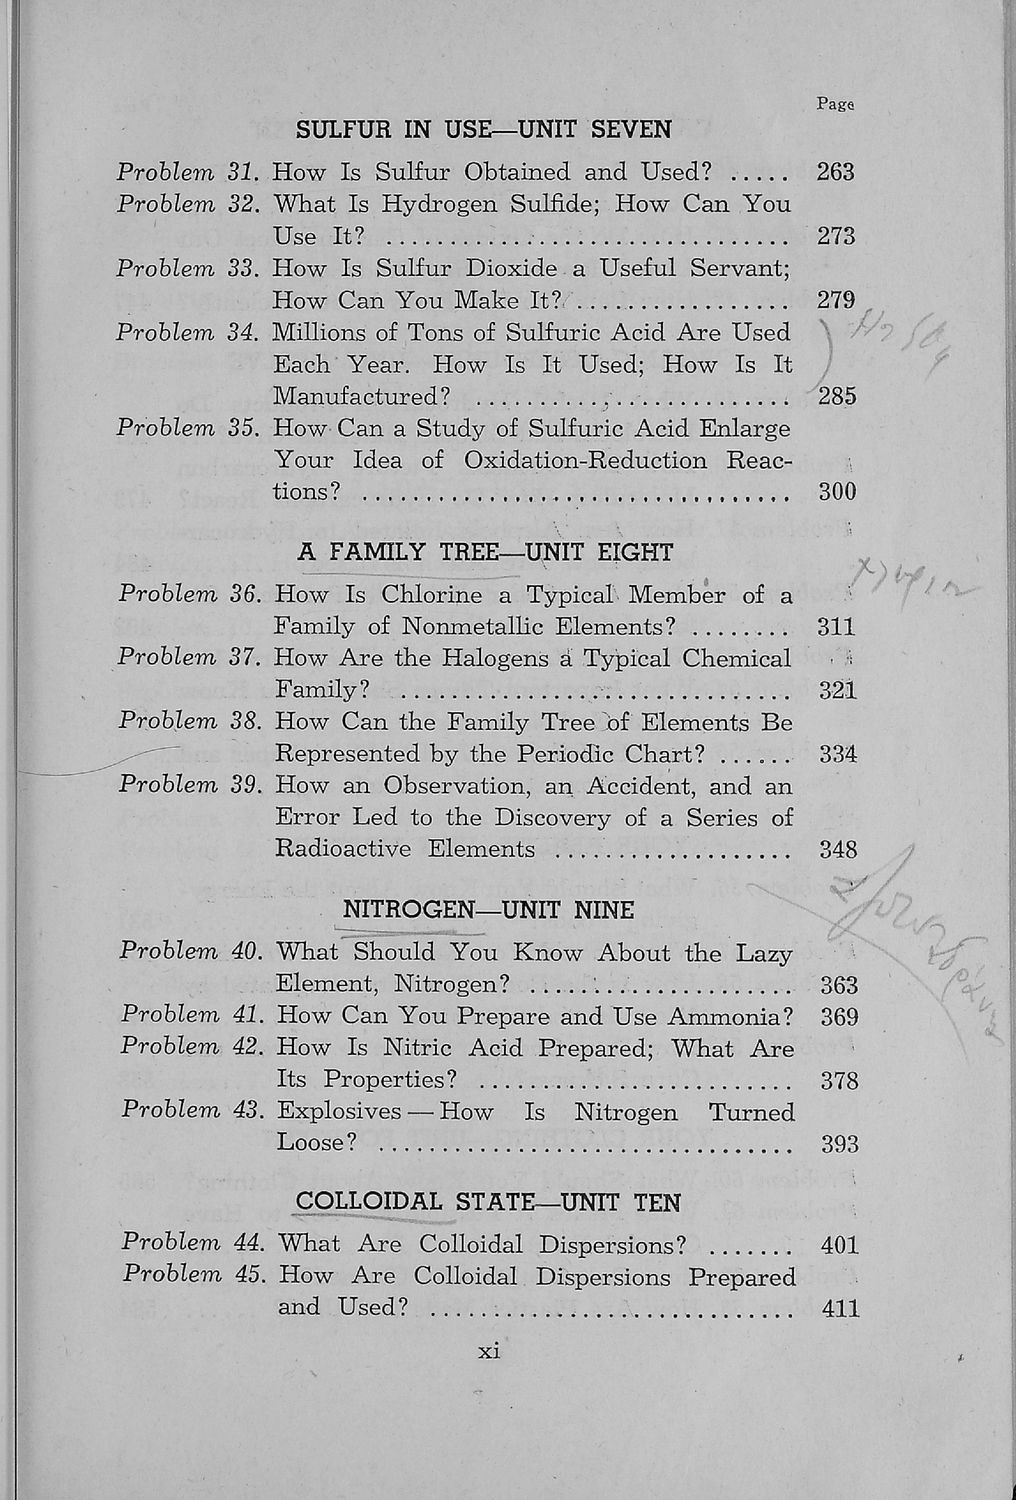 Page
SULFUR IN USE—UNIT SEVEN
Problem 31. How Is Sulfur Obtained and Used? ..... 263
Problem 32. What Is Hydrogen Sulfide; How Can You
Use It? ................................ 273
Problem 33. How Is Sulfur Dioxide a Useful Servant;
How Can You Make It? ................. 279
Problem 34. Millions of Tons of Sulfuric Acid Are Used
H2SO4
Each Year. How Is It Used; How Is It
Manufactured? ......................... 285
Problem 35. How Can a Study of Sulfuric Acid Enlarge
Your Idea of Oxidation-Reduction Reac-
tions? .................................. 300
A FAMILY TREE—UNIT EIGHT
Problem 36. How Is Chlorine a Typical Member of a
Family of Nonmetallic Elements? ........ 311
Problem 37. How Are the Halogens a Typical Chemical
Family? ............................... 321
Problem 38. How Can the Family Tree of Elements Be
Represented by the Periodic Chart? ...... 334
Problem 39. How an Observation, an Accident, and an
Error Led to the Discovery of a Series of
Radioactive Elements ................... 348
NITROGEN—UNIT NINE
Problem 40. What Should You Know About the Lazy
Element, Nitrogen? ..................... 363
Problem 41. How Can You Prepare and Use Ammonia? 369
Problem 42. How Is Nitric Acid Prepared; What Are
Its Properties? ......................... 378
Problem 43. Explosives — How Is Nitrogen Turned
Loose? ................................. 393
COLLOIDAL STATE—UNIT TEN
Problem 44. What Are Colloidal Dispersions? ....... 401
Problem 45. How Are Colloidal Dispersions Prepared
and Used? ............................. 411
xi